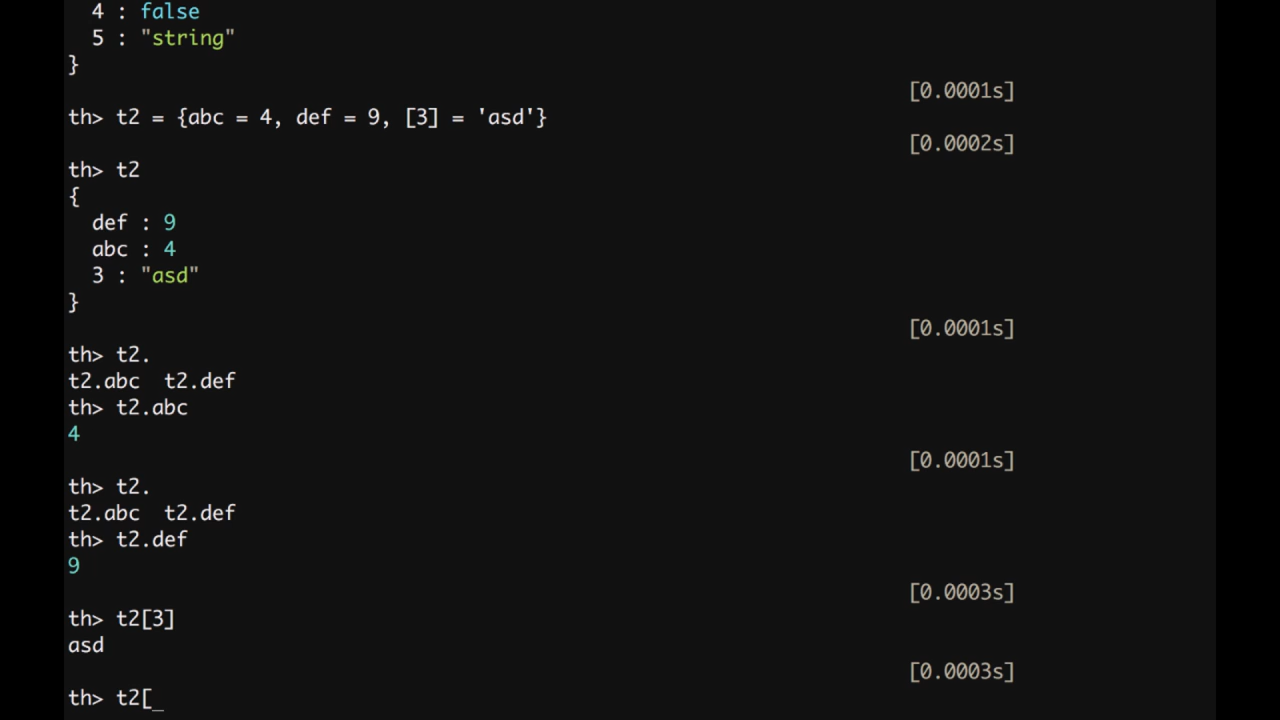 4 : false
5 : "string"
}
[0.0001s]
th> t2 = {abc = 4, def = 9, [3] = 'asd'}
[0.0002s]
th> t2
{
def : 9
abc : 4
3 : "asd"
}
[0.0001s]
th> t2.
t2.abc  t2.def
th> t2.abc
4
[0.0001s]
th> t2.
t2.abc  t2.def
th> t2.def
9
[0.0003s]
th> t2[3]
asd
[0.0003s]
th> t2[_